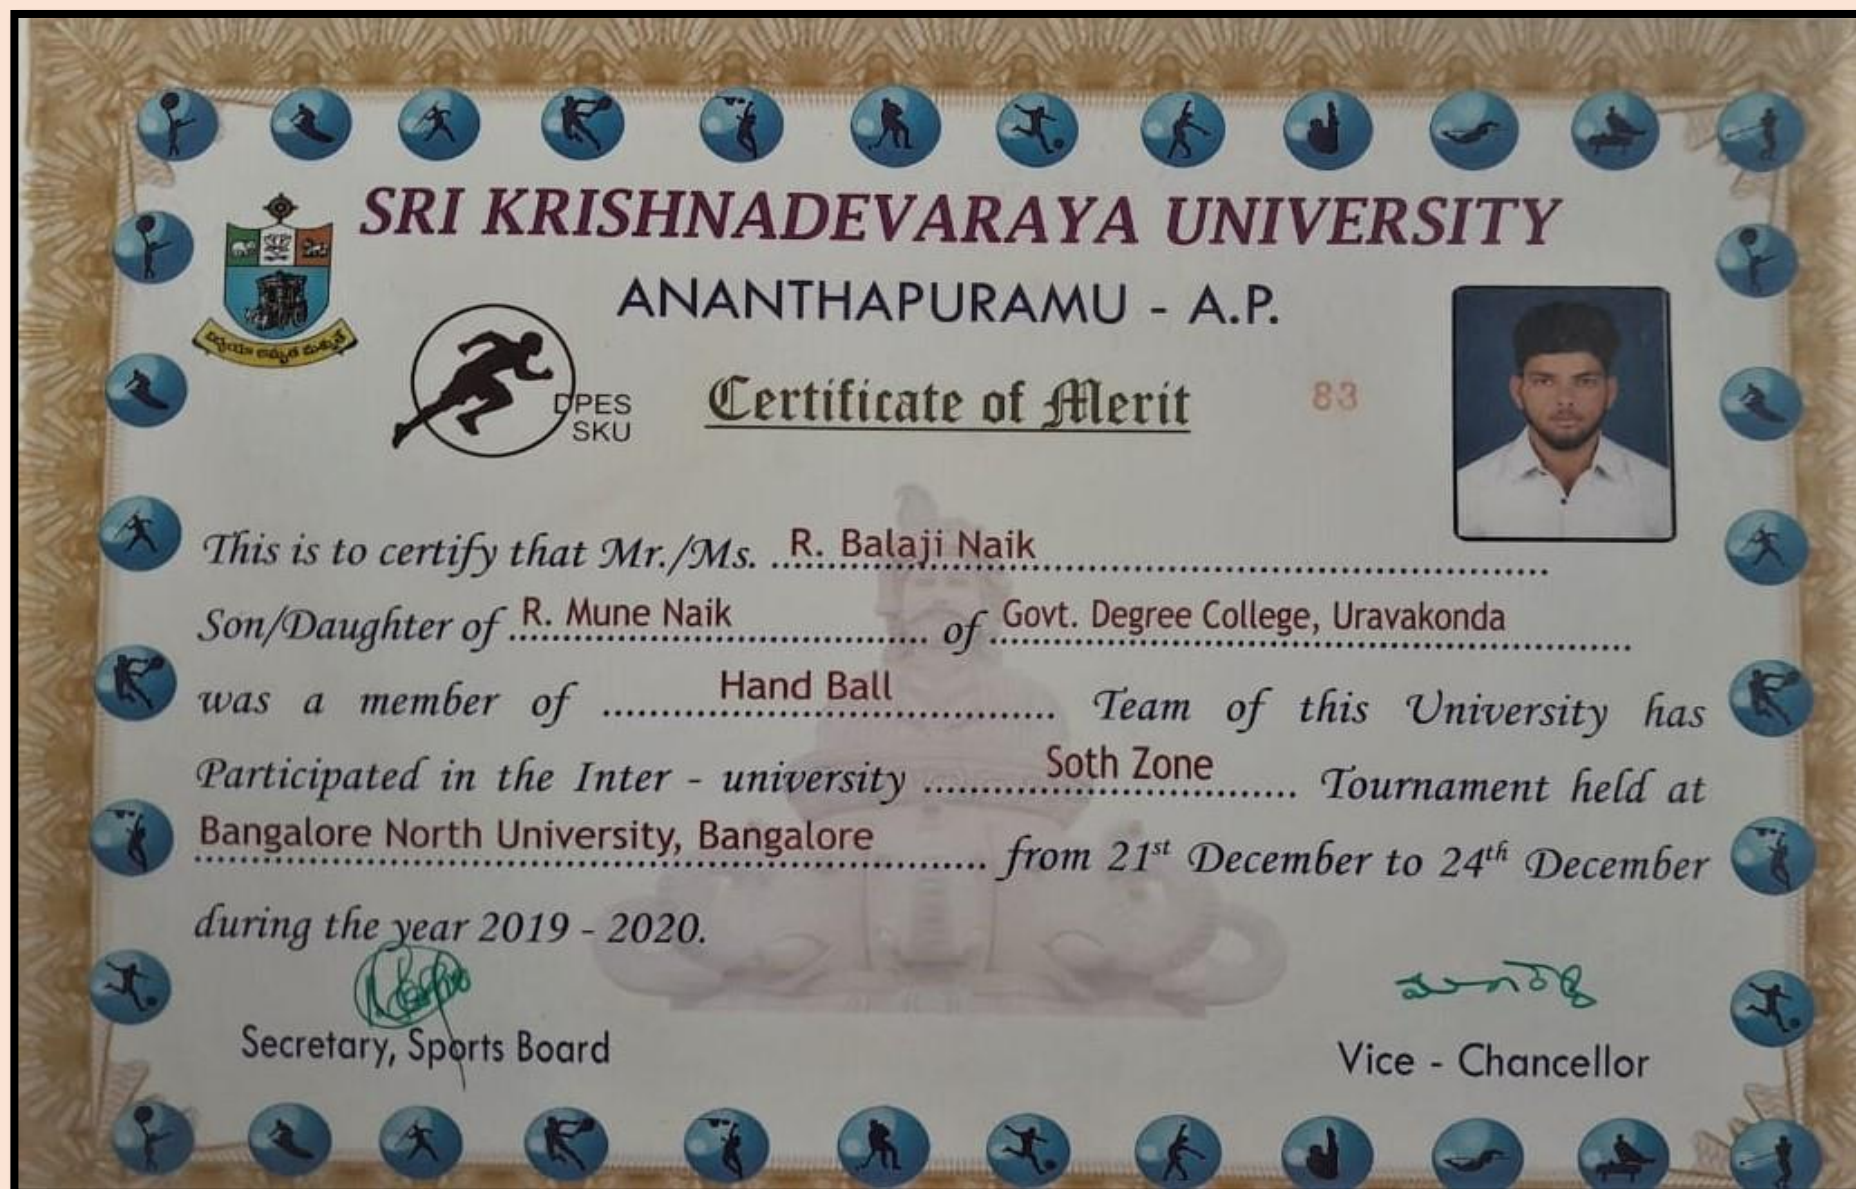 SRI KRISHNADEVARAYA UNIVERSITY
ANANTHAPURAMU - A.P.
DPES
SKU
Certificate of Merit
83
This is to certify that Mr./Ms. R. Balaji Naik
Son/Daughter of R. Mune Naik of Govt. Degree College, Uravakonda
was a member of Hand Ball Team of this University has
Participated in the Inter - university Soth Zone Tournament held at
Bangalore North University, Bangalore from 21st December to 24th December
during the year 2019 - 2020.
Secretary, Sports Board
Vice - Chancellor